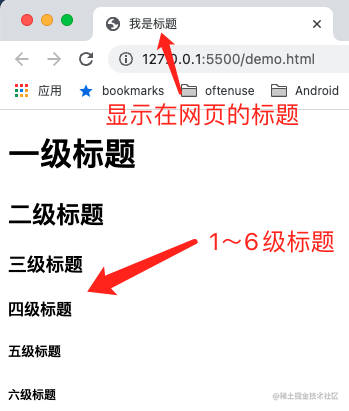 我是标题
127.0.0.1:5500/demo.html
应用 bookmarks oftenuse Android
显示在网页的标题
一级标题
二级标题
三级标题
1～6级标题
四级标题
五级标题
六级标题
@稀土掘金技术社区